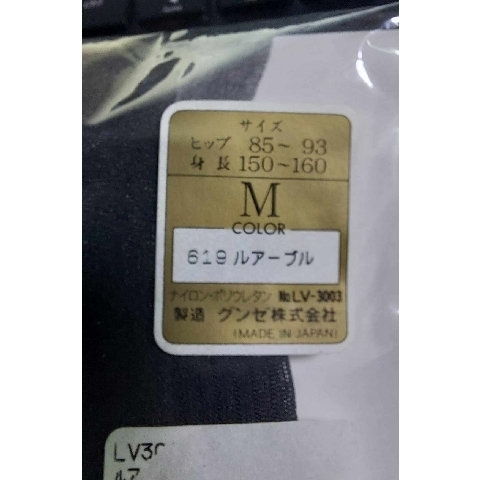 サイズ
ヒップ 85~93
身長 150~160
M
COLOR
619 ルアーブル
ナイロン・ポリウレタン No LV-3003
製造 グンゼ株式会社
(MADE IN JAPAN)
LV30
ルア